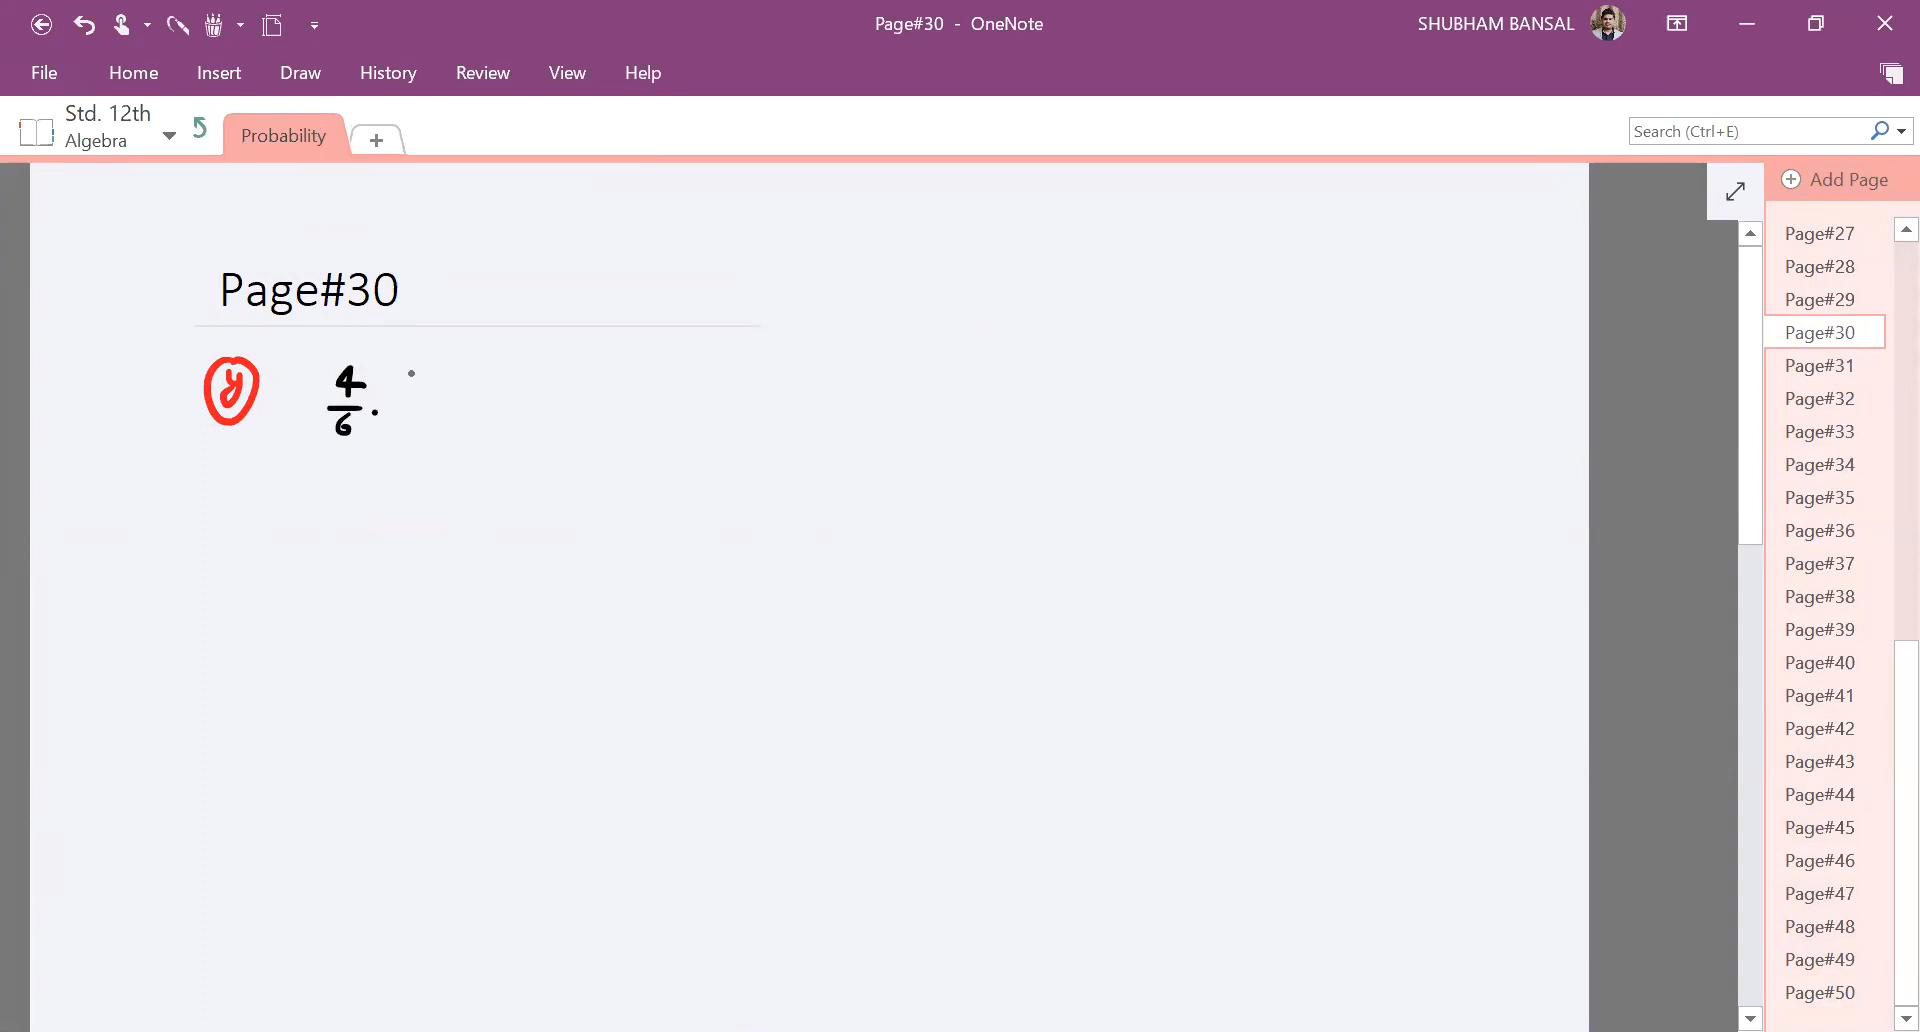 Page#30 - OneNote
SHUBHAM BANSAL
File Home Insert Draw History Review View Help
Std. 12th
Algebra
Probability
+
Search (Ctrl+E)
Add Page
Page#27
Page#28
Page#29
Page#30
Page#31
Page#32
Page#33
Page#34
Page#35
Page#36
Page#37
Page#38
Page#39
Page#40
Page#41
Page#42
Page#43
Page#44
Page#45
Page#46
Page#47
Page#48
Page#49
Page#50
Page#30
4
6 .